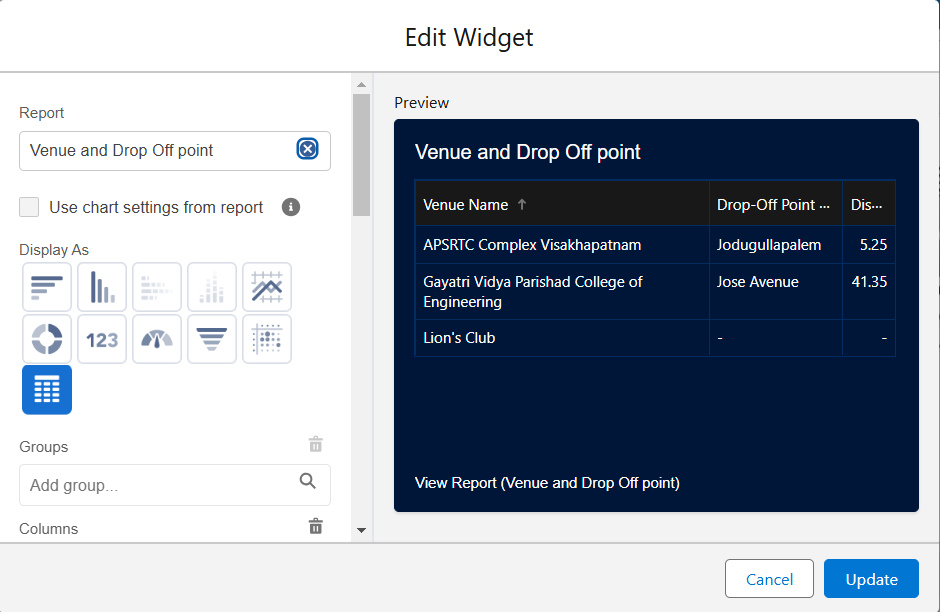 Edit Widget
Report
Venue and Drop Off point
Use chart settings from report
Display As
123
Groups
Add group...
Columns
Preview
Venue and Drop Off point
Venue Name ↑ Drop-Off Point ... Dis...
APSRTC Complex Visakhapatnam Jodugullapalem 5.25
Gayatri Vidya Parishad College of Jose Avenue 41.35
Engineering
Lion's Club - -
View Report (Venue and Drop Off point)
Cancel Update